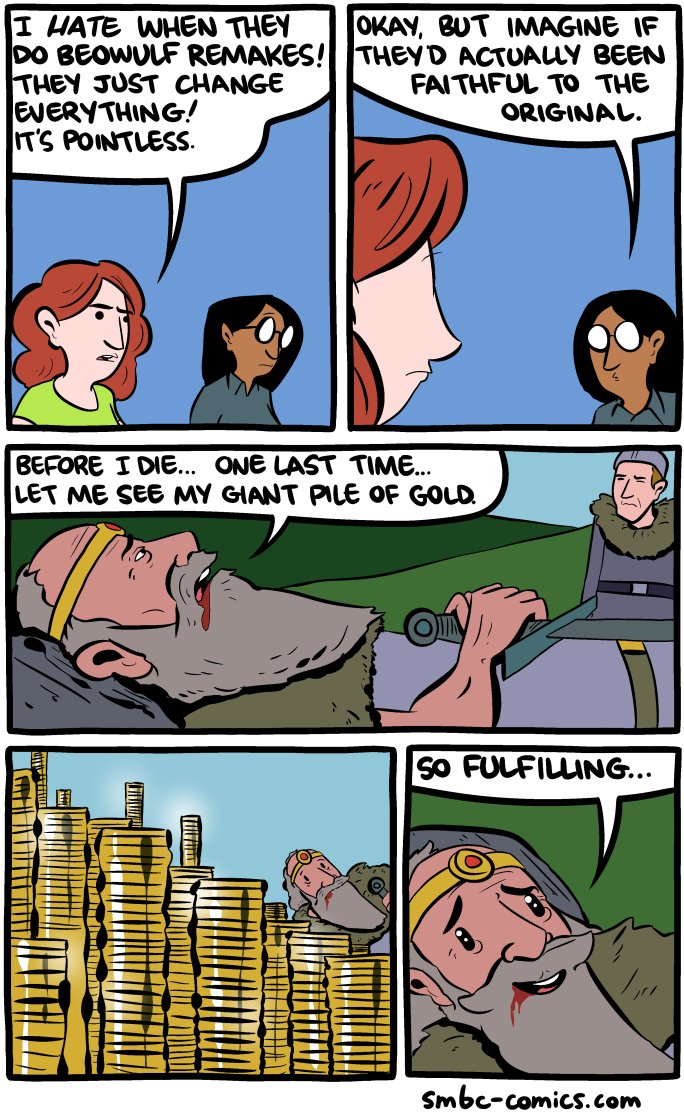 I HATE WHEN THEY
DO BEOWULF REMAKES!
THEY JUST CHANGE
EVERYTHING!
IT'S POINTLESS.
OKAY, BUT IMAGINE IF
THEY'D ACTUALLY BEEN
FAITHFUL TO THE
ORIGINAL.
BEFORE I DIE... ONE LAST TIME...
LET ME SEE MY GIANT PILE OF GOLD.
SO FULFILLING...
smbc-comics.com